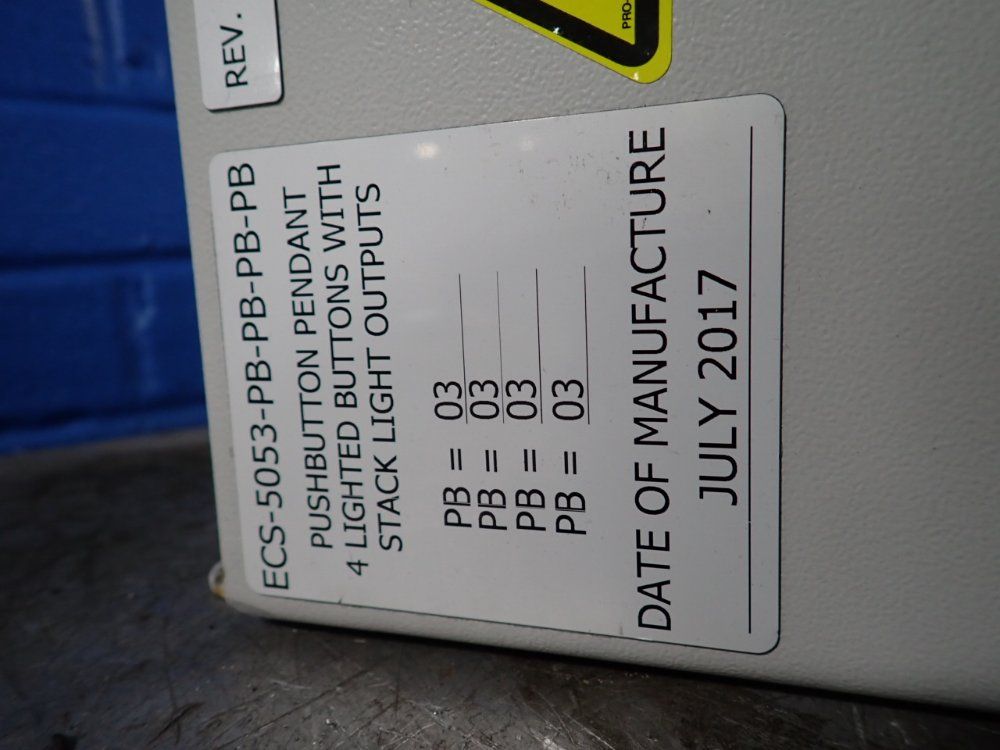 REV.
PRO-
ECS-5053-PB-PB-PB-PB
PUSHBUTTON PENDANT
4 LIGHTED BUTTONS WITH
STACK LIGHT OUTPUTS
PB = 03
PB = 03
PB = 03
PB = 03
DATE OF MANUFACTURE
JULY 2017